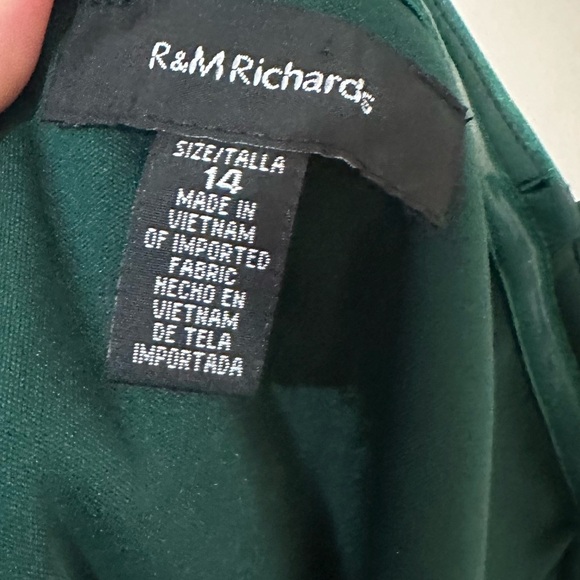 R&M Richards
SIZE/TALLA
14
MADE IN
VIETNAM
OF IMPORTED
FABRIC
HECHO EN
VIETNAM
DE TELA
IMPORTADA